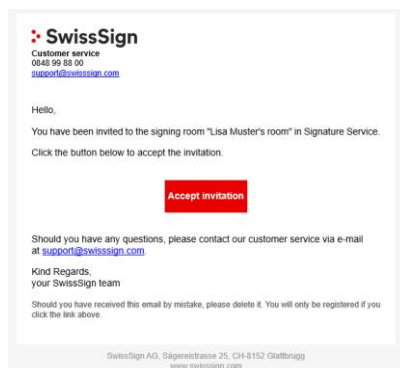 SwissSign
Customer service
0848 99 88 00
support@swisssign.com
Hello,
You have been invited to the signing room "Lisa Muster's room" in Signature Service.
Click the button below to accept the invitation.
Accept invitation
Should you have any questions, please contact our customer service via e-mail
at support@swisssign.com.
Kind Regards,
your SwissSign team
Should you have received this email by mistake, please delete it. You will only be registered if you
click the link above.
SwissSign AG, Sägereistrasse 25, CH-8152 Glattbrugg
www.swisssign.com